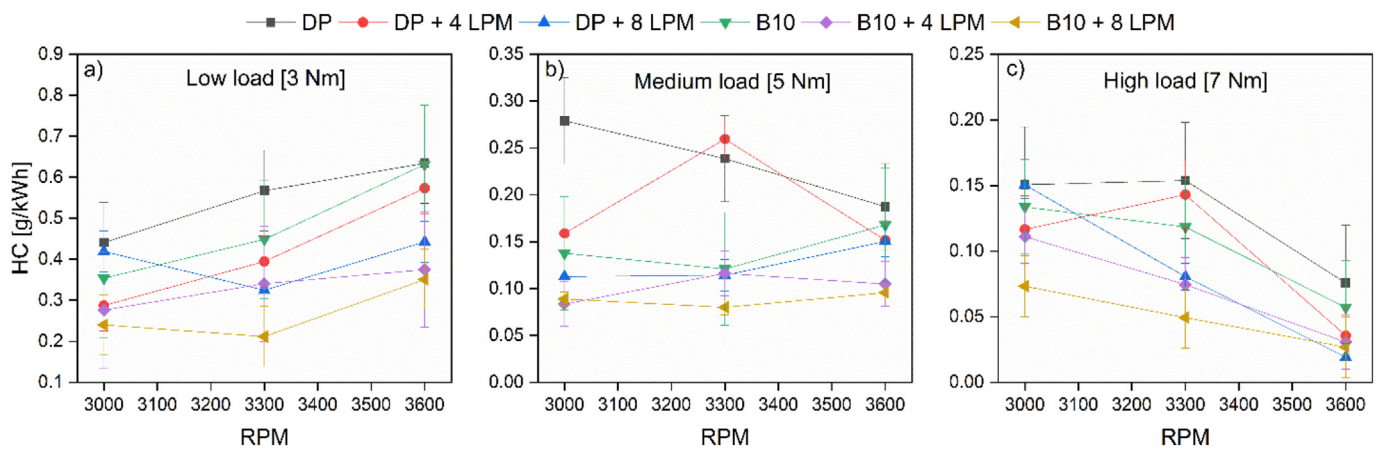 DP DP + 4 LPM DP + 8 LPM B10 B10 + 4 LPM B10 + 8 LPM
a) Low load [3 Nm]
HC [g/kWh]
0.9
0.8
0.7
0.6
0.5
0.4
0.3
0.2
0.1
3000 3100 3200 3300 3400 3500 3600
RPM
b) Medium load [5 Nm]
0.35
0.30
0.25
0.20
0.15
0.10
0.05
0.00
3000 3100 3200 3300 3400 3500 3600
RPM
c) High load [7 Nm]
0.25
0.20
0.15
0.10
0.05
0.00
3000 3100 3200 3300 3400 3500 3600
RPM